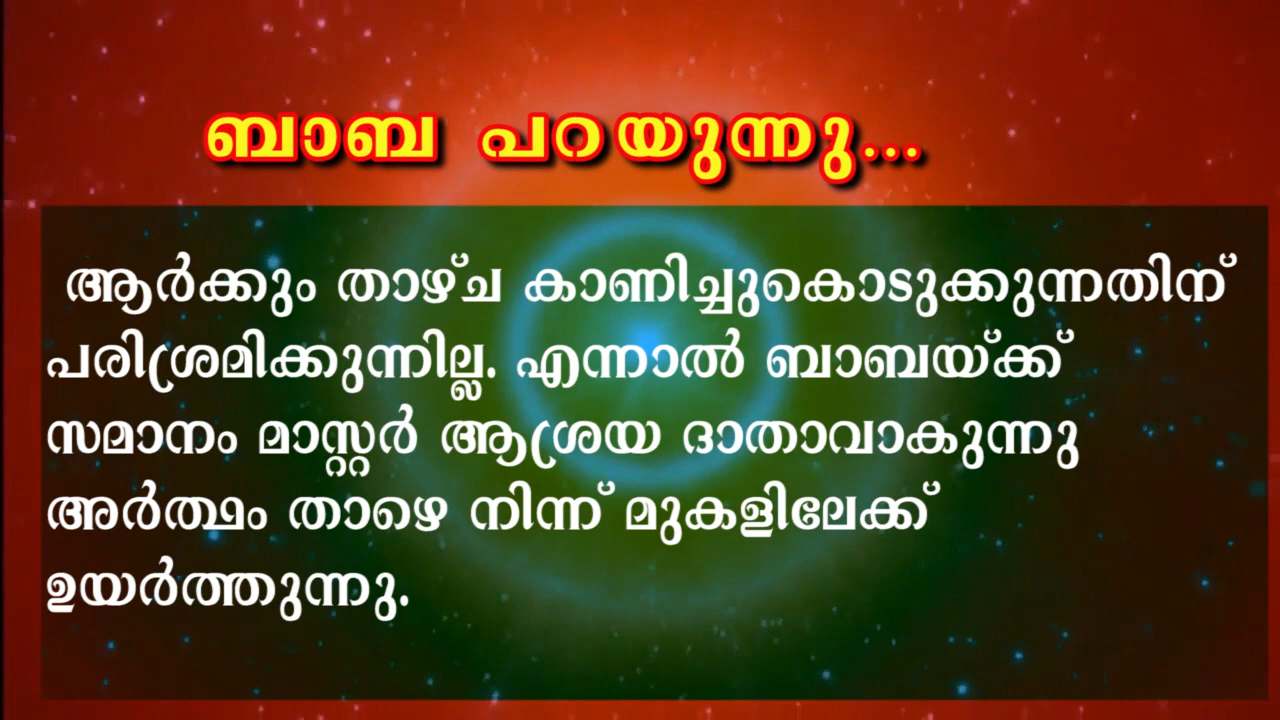 ബാബ പറയുന്നു...
ആർക്കും താഴ്ച കാണിച്ചുകൊടുക്കുന്നതിന്
പരിശ്രമിക്കുന്നില്ല. എന്നാൽ ബാബയ്ക്ക്
സമാനം മാസ്റ്റർ ആശ്രയ ദാതാവാകുന്നു
അർത്ഥം താഴെ നിന്ന് മുകളിലേക്ക്
ഉയർത്തുന്നു.